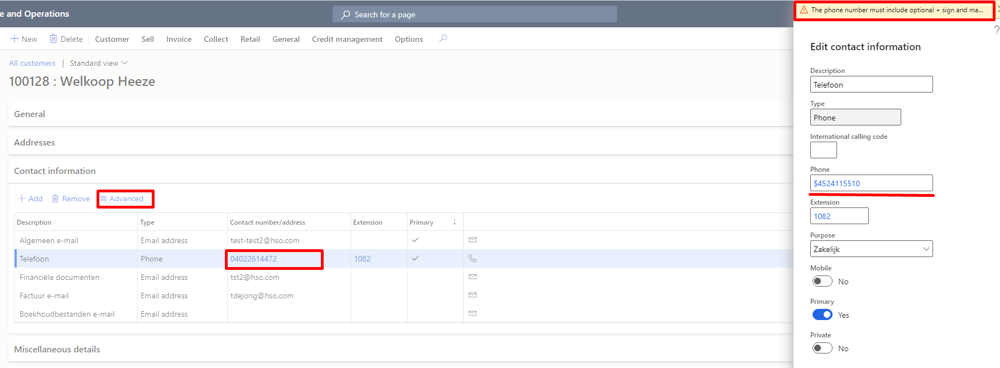 e and Operations
Search for a page
The phone number must include optional + sign and ma...
New Delete Customer Sell Invoice Collect Retail General Credit management Options
?
All customers | Standard view
100128 : Welkoop Heeze
General
Addresses
Contact information
Add Remove Advanced
Description Type Contact number/address Extension Primary
Algemeen e-mail Email address test-test2@hso.com
Telefoon Phone 04022614472 1082
Financiële documenten Email address tst2@hso.com
Factuur e-mail Email address tdejong@hso.com
Boekhoudbestanden e-mail Email address
Miscellaneous details
Edit contact information
Description
Telefoon
Type
Phone
International calling code
Phone
$4524115510
Extension
1082
Purpose
Zakelijk
Mobile
No
Primary
Yes
Private
No